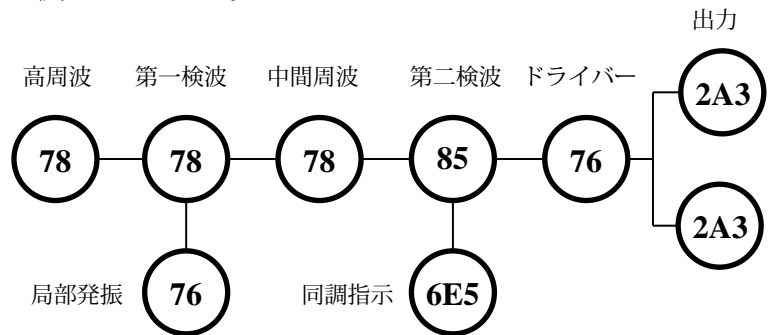 出力
高周波 第一検波 中間周波 第二検波 ドライバー
2A3
78 78 78 85 76
2A3
局部発振 76 同調指示 6E5